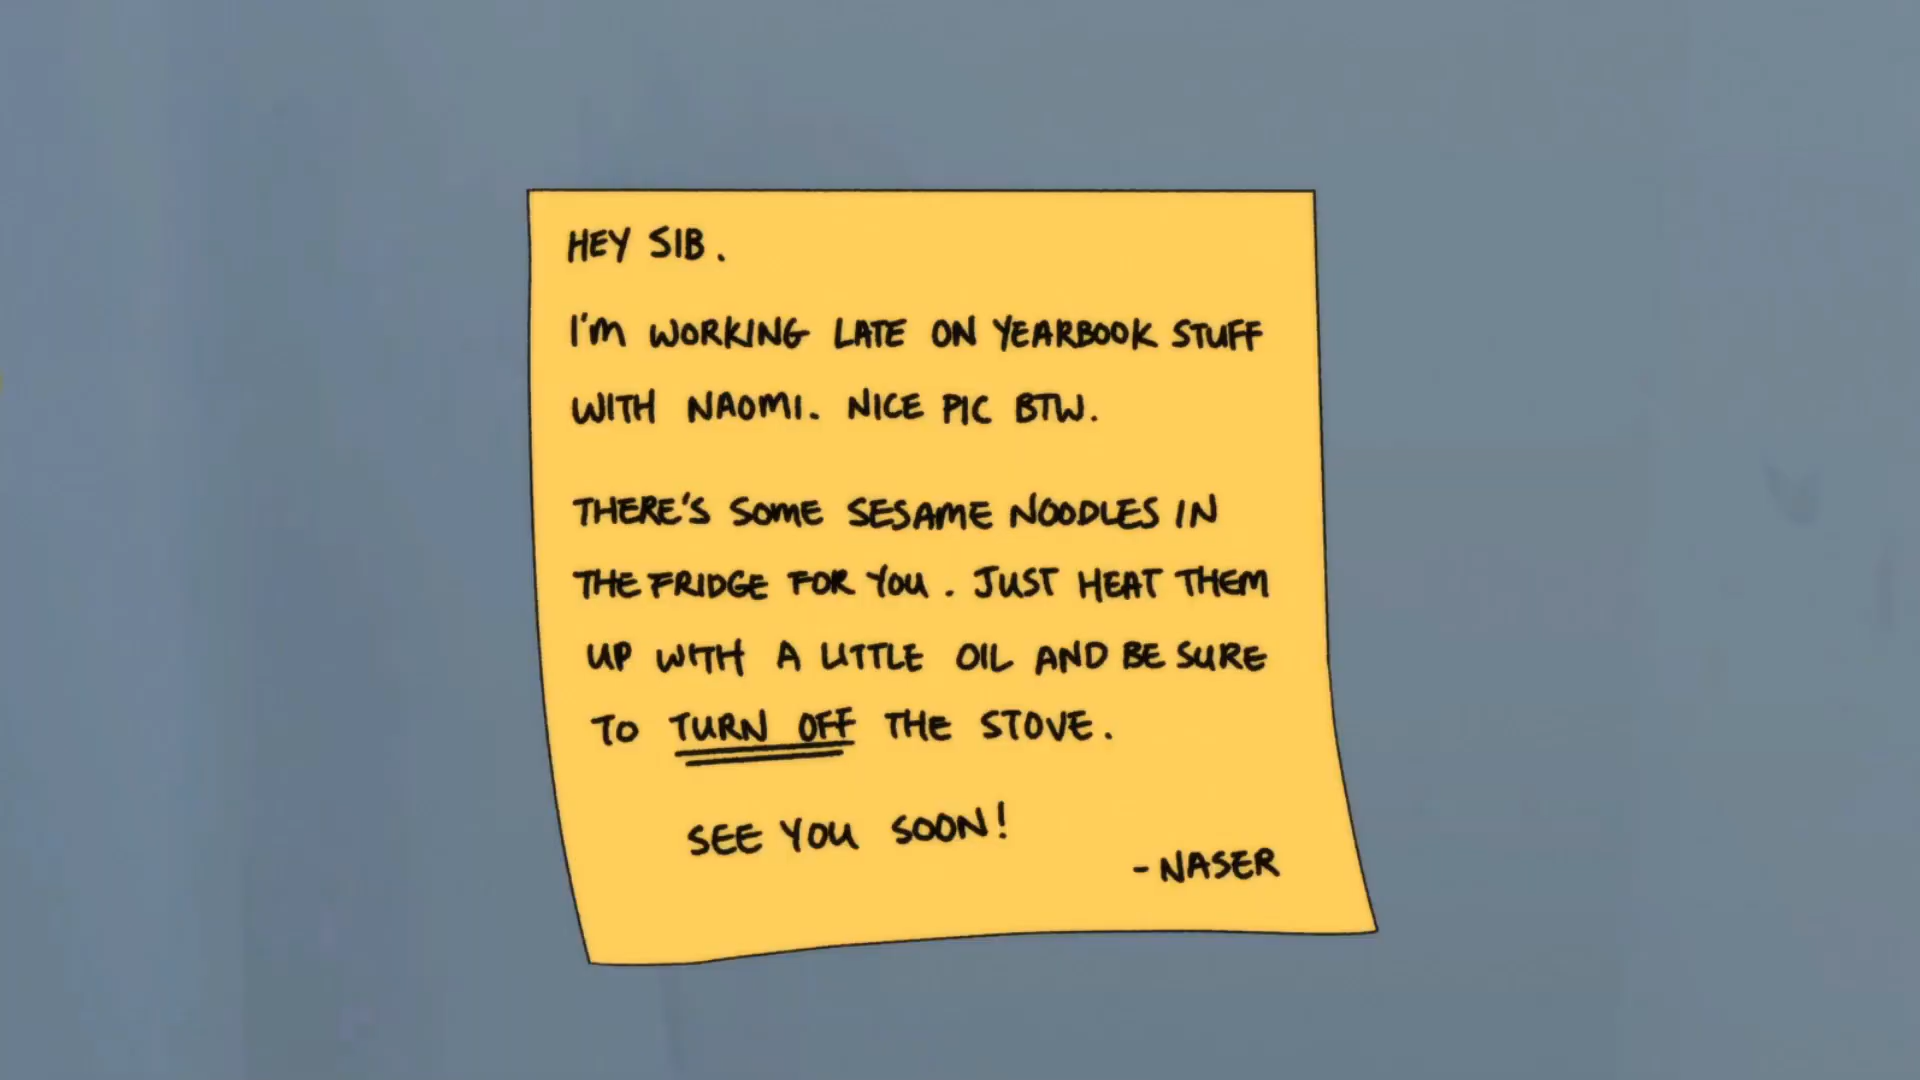 HEY SIB.
I'M WORKING LATE ON YEARBOOK STUFF
WITH NAOMI. NICE PIC BTW.
THERE'S SOME SESAME NOODLES IN
THE FRIDGE FOR YOU. JUST HEAT THEM
UP WITH A LITTLE OIL AND BE SURE
TO TURN OFF THE STOVE.
SEE YOU SOON!
-NASER